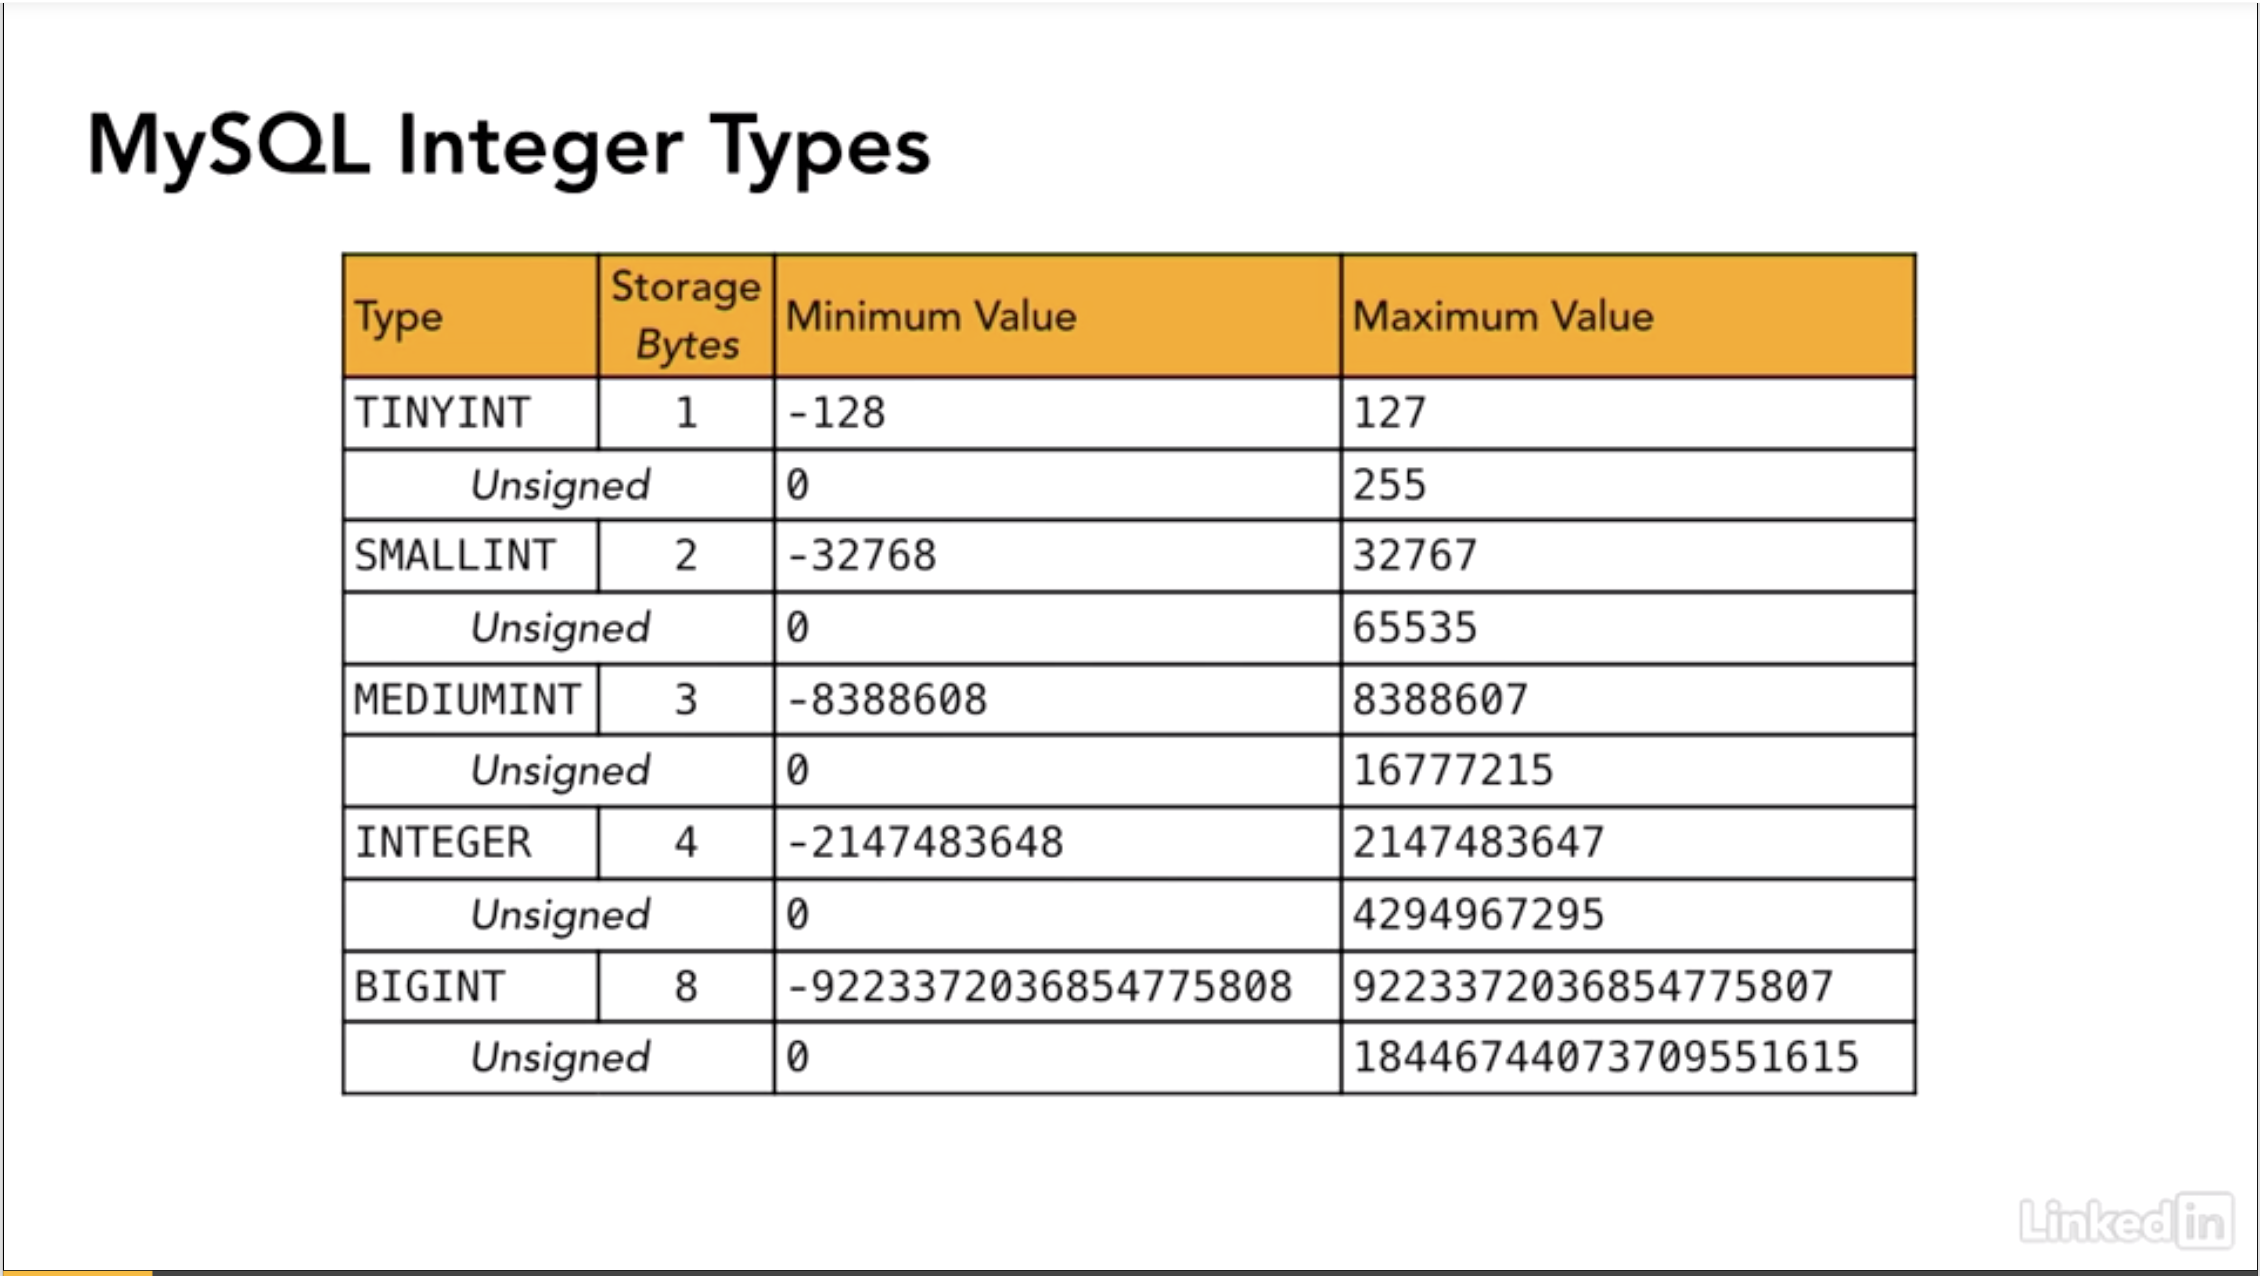 MySQL Integer Types
Type Storage Bytes Minimum Value Maximum Value
TINYINT 1 -128 127
Unsigned 0 255
SMALLINT 2 -32768 32767
Unsigned 0 65535
MEDIUMINT 3 -8388608 8388607
Unsigned 0 16777215
INTEGER 4 -2147483648 2147483647
Unsigned 0 4294967295
BIGINT 8 -9223372036854775808 9223372036854775807
Unsigned 0 18446744073709551615
Linked in